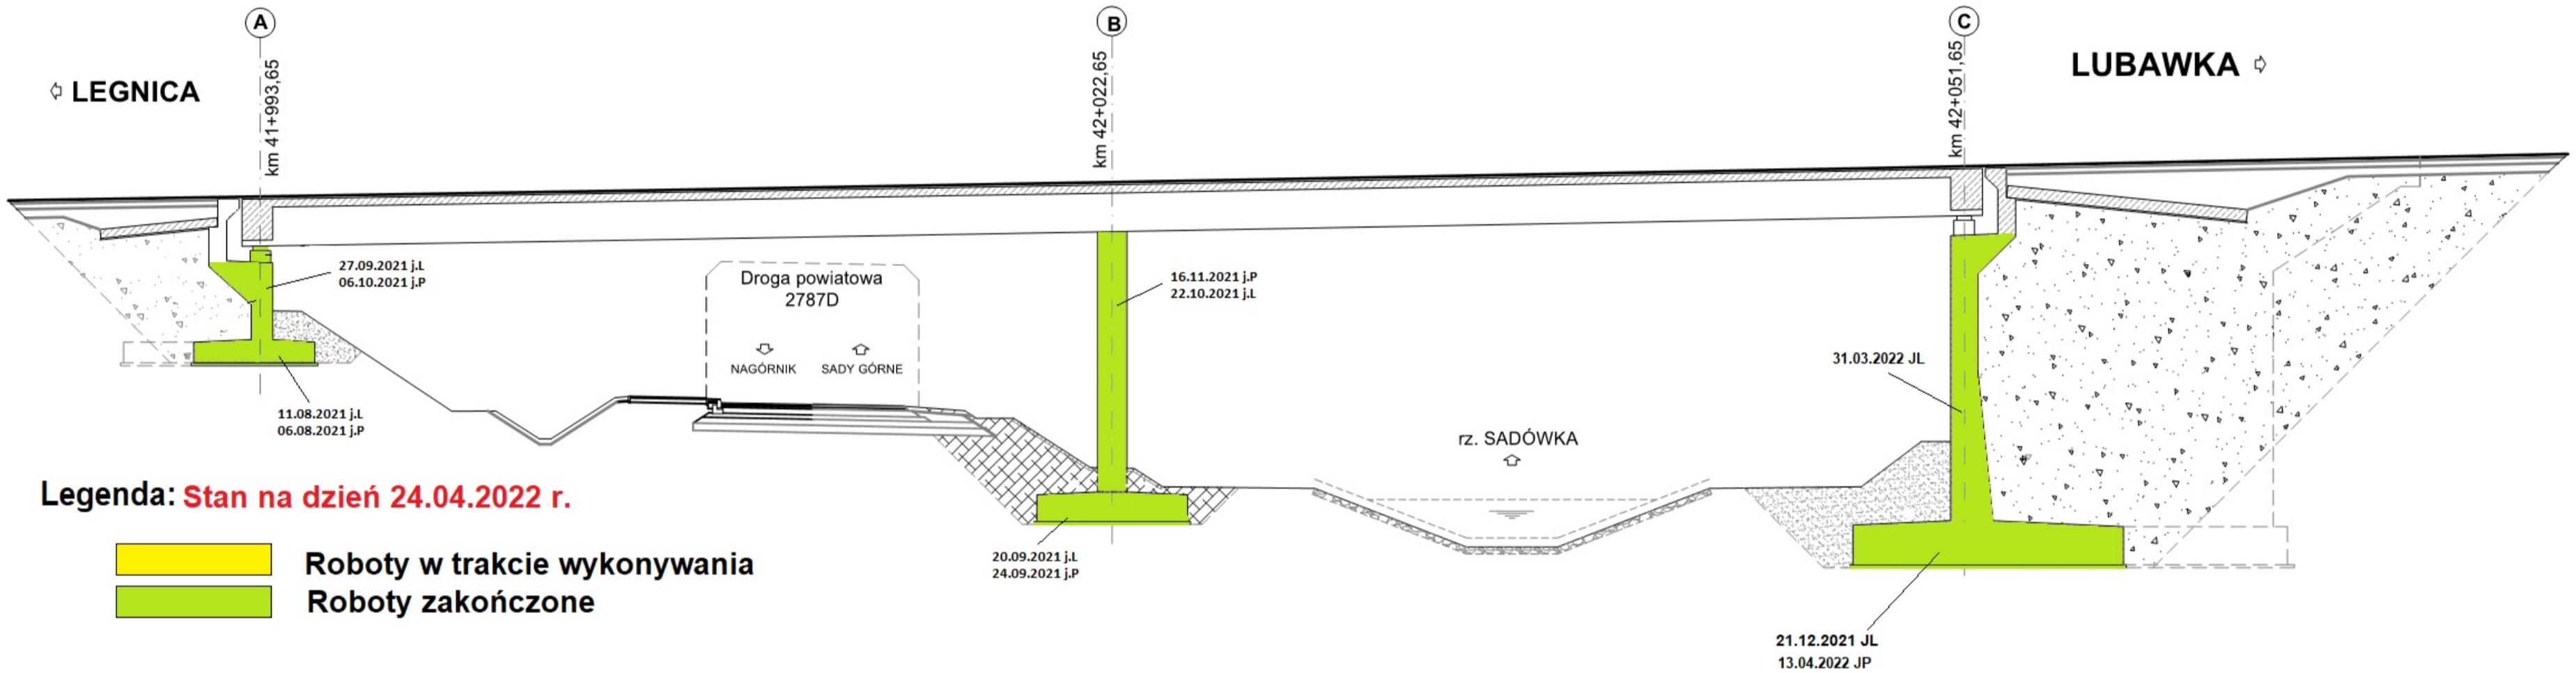 A
B
C
km 41+993,65
km 42+022,65
km 42+051,65
⇦ LEGNICA
LUBAWKA ⇨
27.09.2021 j.L
06.10.2021 j.P
Droga powiatowa
2787D
NAGÓRNIK SADY GÓRNE
16.11.2021 j.P
22.10.2021 j.L
31.03.2022 JL
11.08.2021 j.L
06.08.2021 j.P
rz. SADÓWKA
Legenda: Stan na dzień 24.04.2022 r.
Roboty w trakcie wykonywania
Roboty zakończone
20.09.2021 j.L
24.09.2021 j.P
21.12.2021 JL
13.04.2022 JP